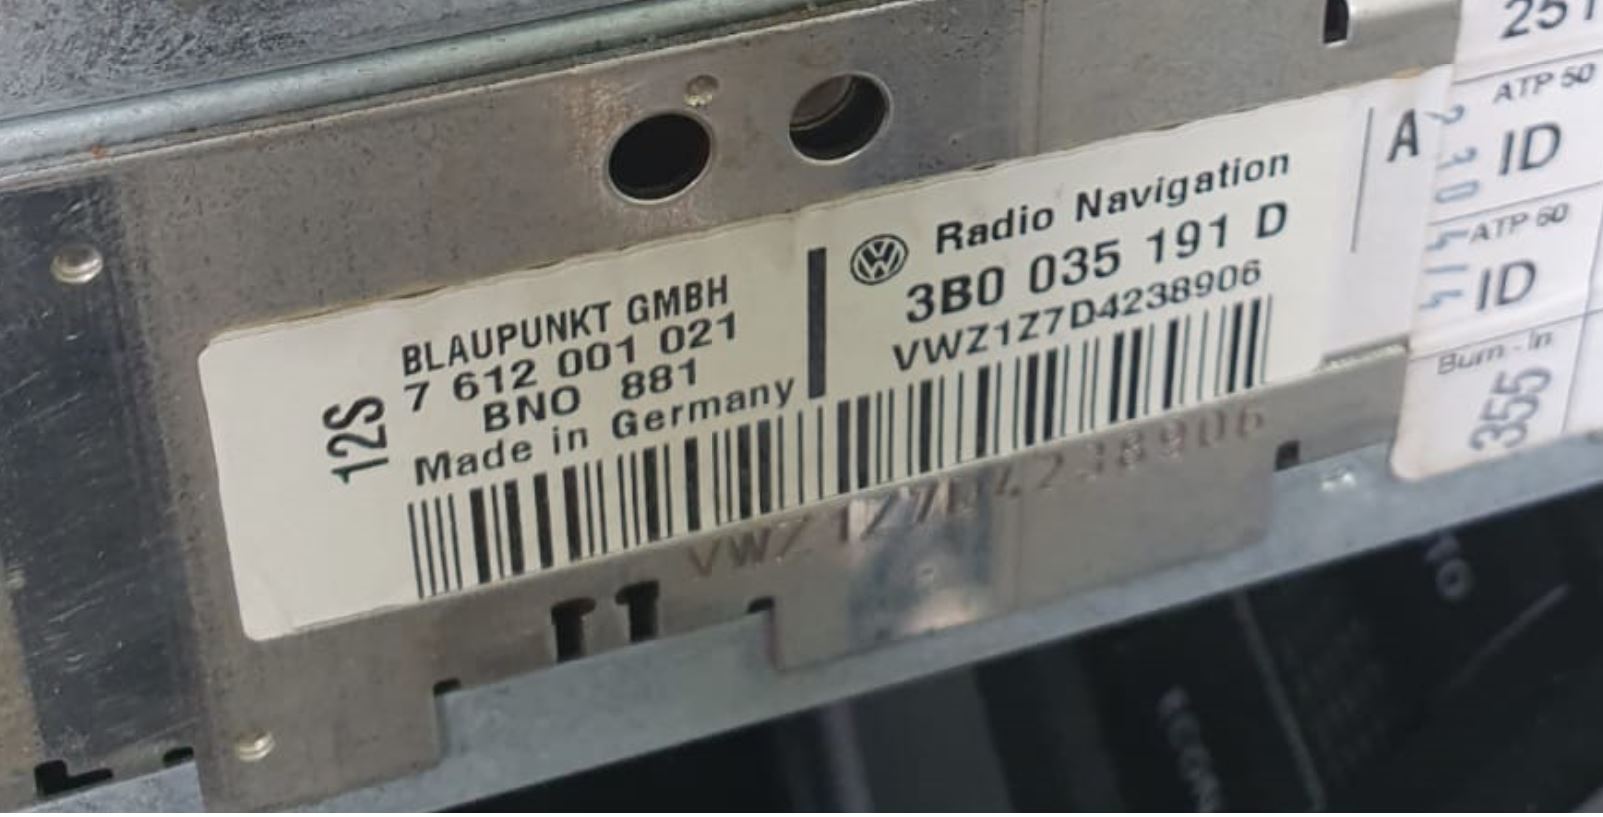 BLAUPUNKT GMBH
7 612 001 021
BNO 881
Made in Germany
12S
Radio Navigation
3B0 035 191 D
VWZ1Z7D4238906
VWZ1Z7D4238906
A
251
ATP 50
ID
ATP 60
ID
Burn-In
355